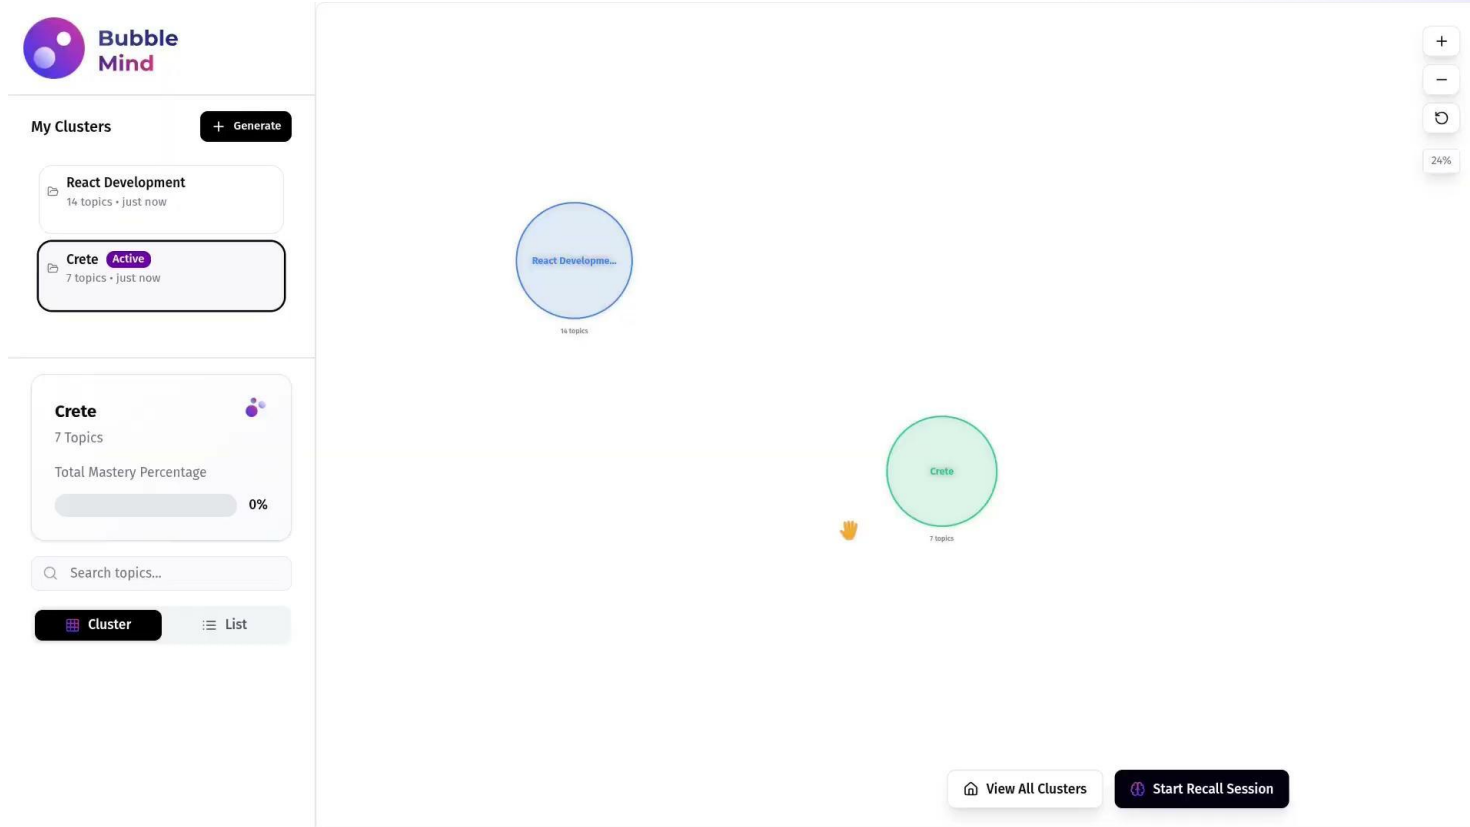 Bubble
Mind
My Clusters
+ Generate
React Development
14 topics • just now
Crete Active
7 topics • just now
Crete
7 Topics
Total Mastery Percentage
0%
Search topics...
Cluster
List
React Developme...
14 topics
Crete
7 topics
24%
View All Clusters
Start Recall Session